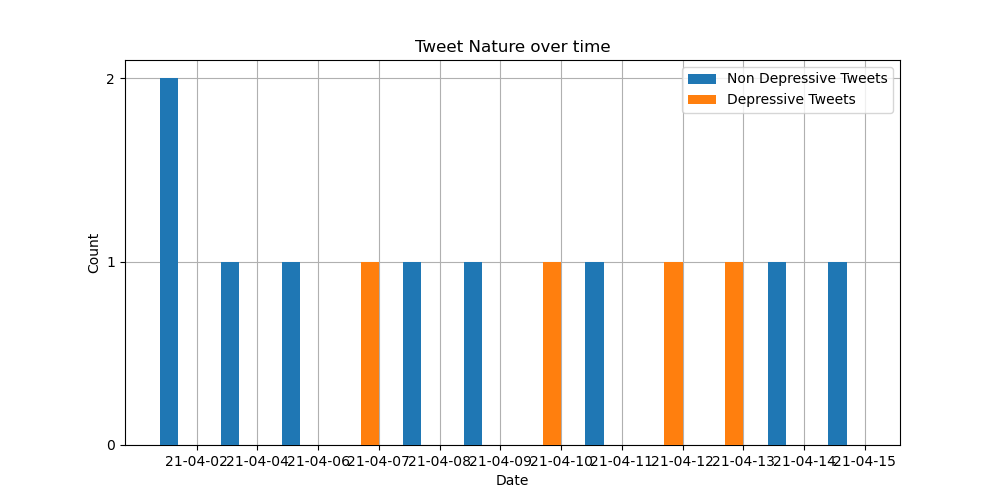 Tweet Nature over time
Non Depressive Tweets
Depressive Tweets
2
1
0
Count
21-04-02 21-04-04 21-04-06 21-04-07 21-04-08 21-04-09 21-04-10 21-04-11 21-04-12 21-04-13 21-04-14 21-04-15
Date